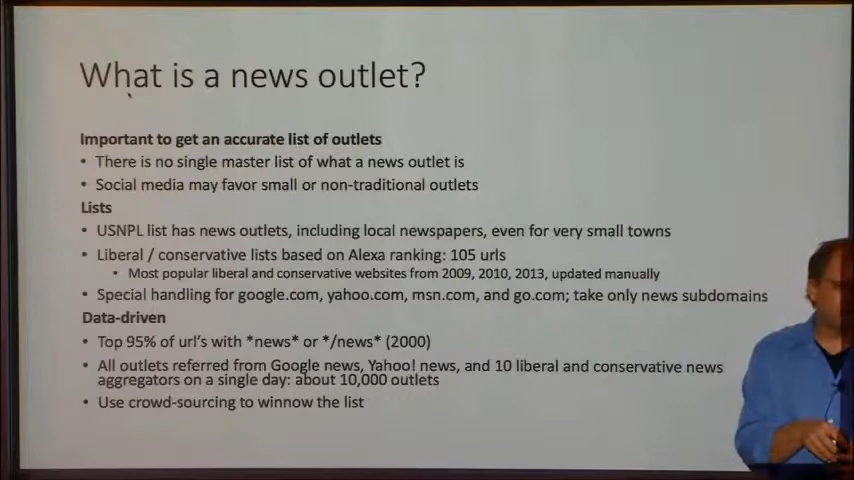 What is a news outlet?
Important to get an accurate list of outlets
• There is no single master list of what a news outlet is
• Social media may favor small or non-traditional outlets
Lists
• USNPL list has news outlets, including local newspapers, even for very small towns
• Liberal / conservative lists based on Alexa ranking: 105 urls
• Most popular liberal and conservative websites from 2009, 2010, 2013, updated manually
• Special handling for google.com, yahoo.com, msn.com, and go.com; take only news subdomains
Data-driven
• Top 95% of url's with *news* or */news* (2000)
• All outlets referred from Google news, Yahoo! news, and 10 liberal and conservative news
aggregators on a single day: about 10,000 outlets
• Use crowd-sourcing to winnow the list